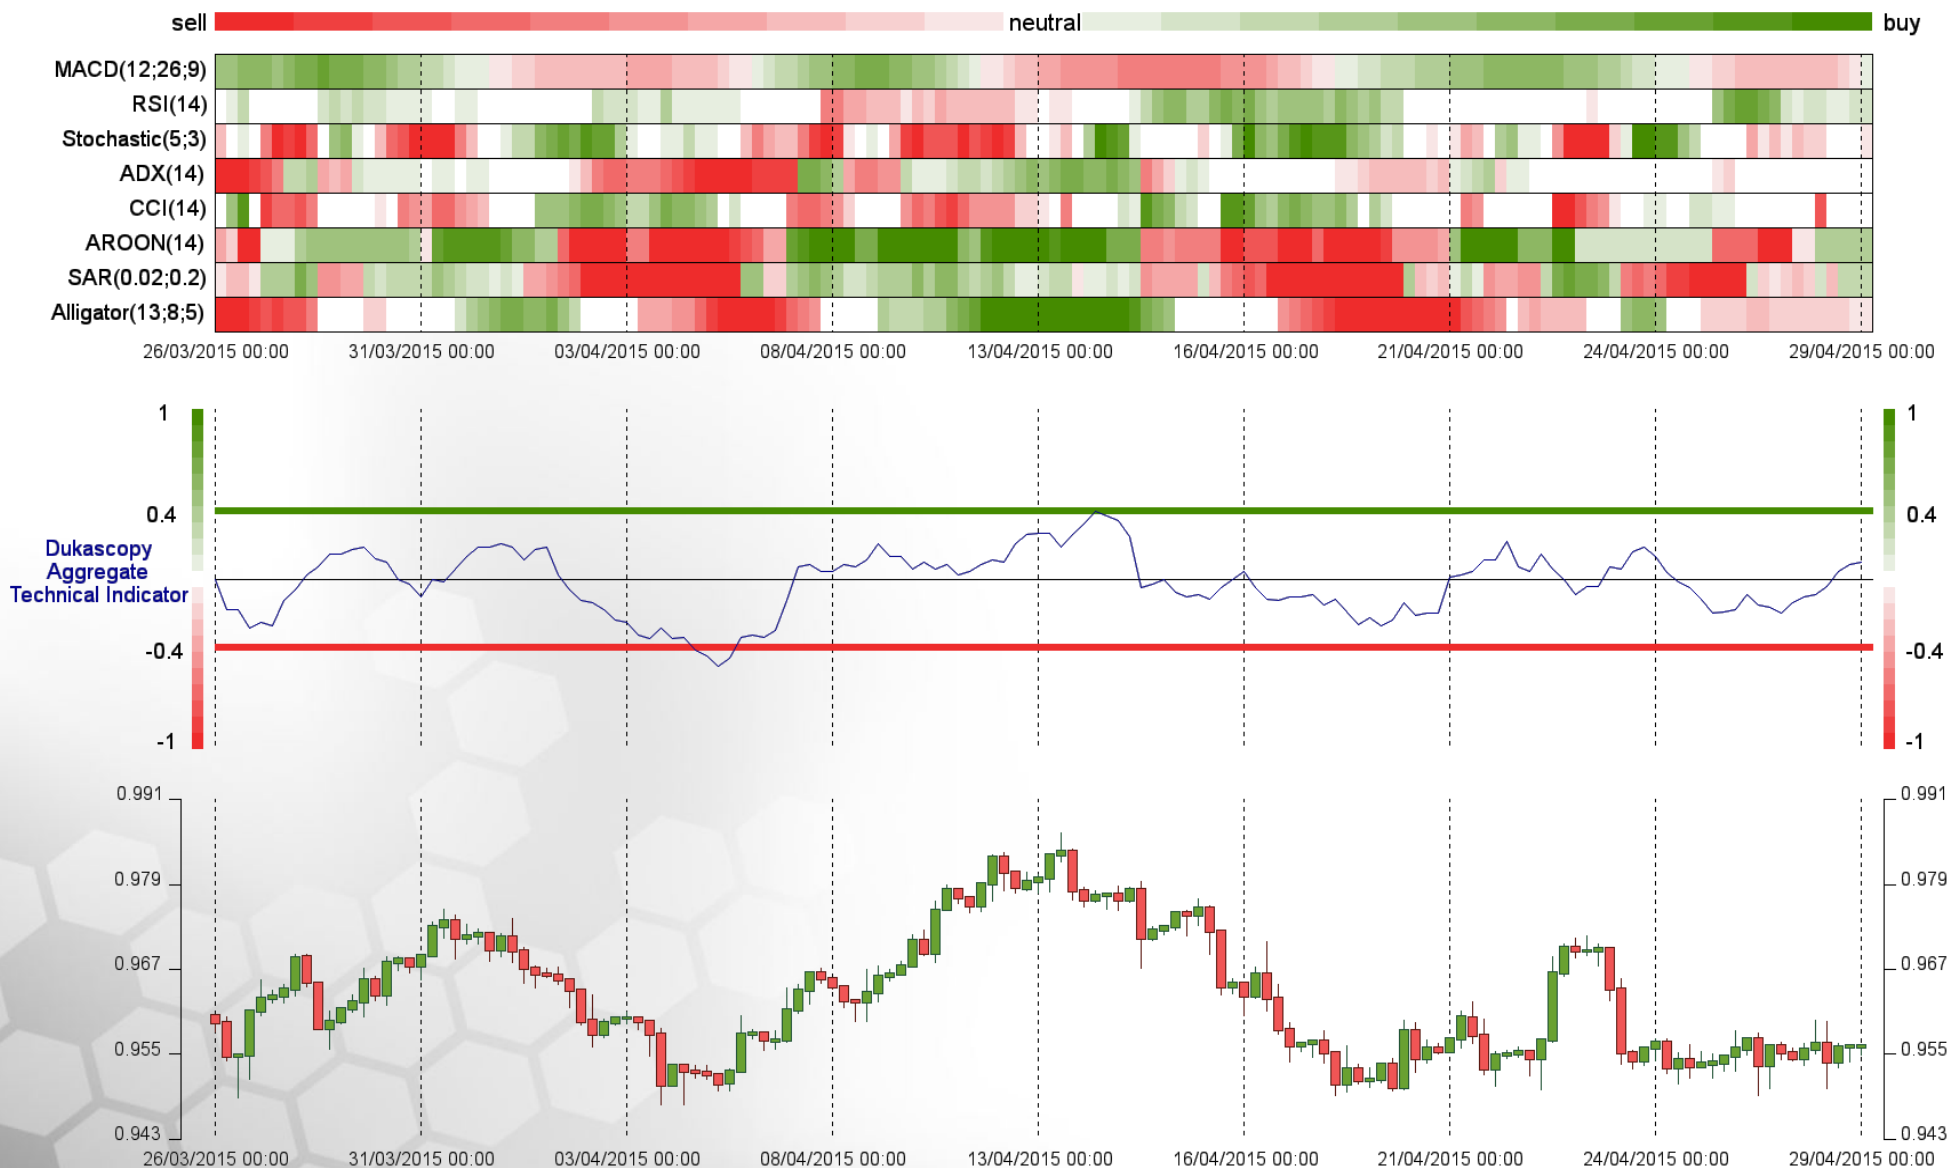 sell neutral buy
MACD(12;26;9)
RSI(14)
Stochastic(5;3)
ADX(14)
CCI(14)
AROON(14)
SAR(0.02;0.2)
Alligator(13;8;5)
26/03/2015 00:00 31/03/2015 00:00 03/04/2015 00:00 08/04/2015 00:00 13/04/2015 00:00 16/04/2015 00:00 21/04/2015 00:00 24/04/2015 00:00 29/04/2015 00:00
1 1
0.4 0.4
Dukascopy
Aggregate
Technical Indicator
-0.4 -0.4
-1 -1
0.991 0.991
0.979 0.979
0.967 0.967
0.955 0.955
0.943 0.943
26/03/2015 00:00 31/03/2015 00:00 03/04/2015 00:00 08/04/2015 00:00 13/04/2015 00:00 16/04/2015 00:00 21/04/2015 00:00 24/04/2015 00:00 29/04/2015 00:00